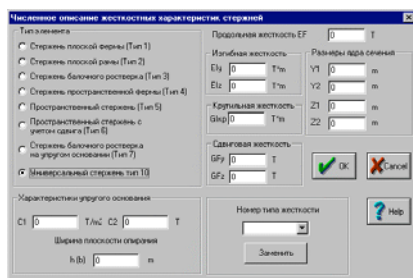 Численное описание жесткостных характеристик стержней
Тип элемента
Стержень плоской фермы (Тип 1)
Стержень плоской рамы (Тип 2)
Стержень балочного ростверка (Тип 3)
Стержень пространственной фермы (Тип 4)
Пространственный стержень (Тип 5)
Пространственный стержень с
учетом сдвига (Тип 6)
Стержень балочного ростверка
на упругом основании (Тип 7)
Универсальный стержень тип 10
Продольная жесткость EF 0 Т
Изгибная жесткость
EIy 0 Т*м
EIz 0 Т*м
Размеры ядра сечения
Y1 0 м
Y2 0 м
Z1 0 м
Z2 0 м
Крутильная жесткость
GIкр 0 Т*м
Сдвиговая жесткость
GFy 0 Т
GFz 0 Т
OK
Cancel
Характеристики упругого основания
C1 0 C2 0 Т
Ширина плоскости опирания
h(b) 0 м
Номер типа жесткости
Заменить
Help